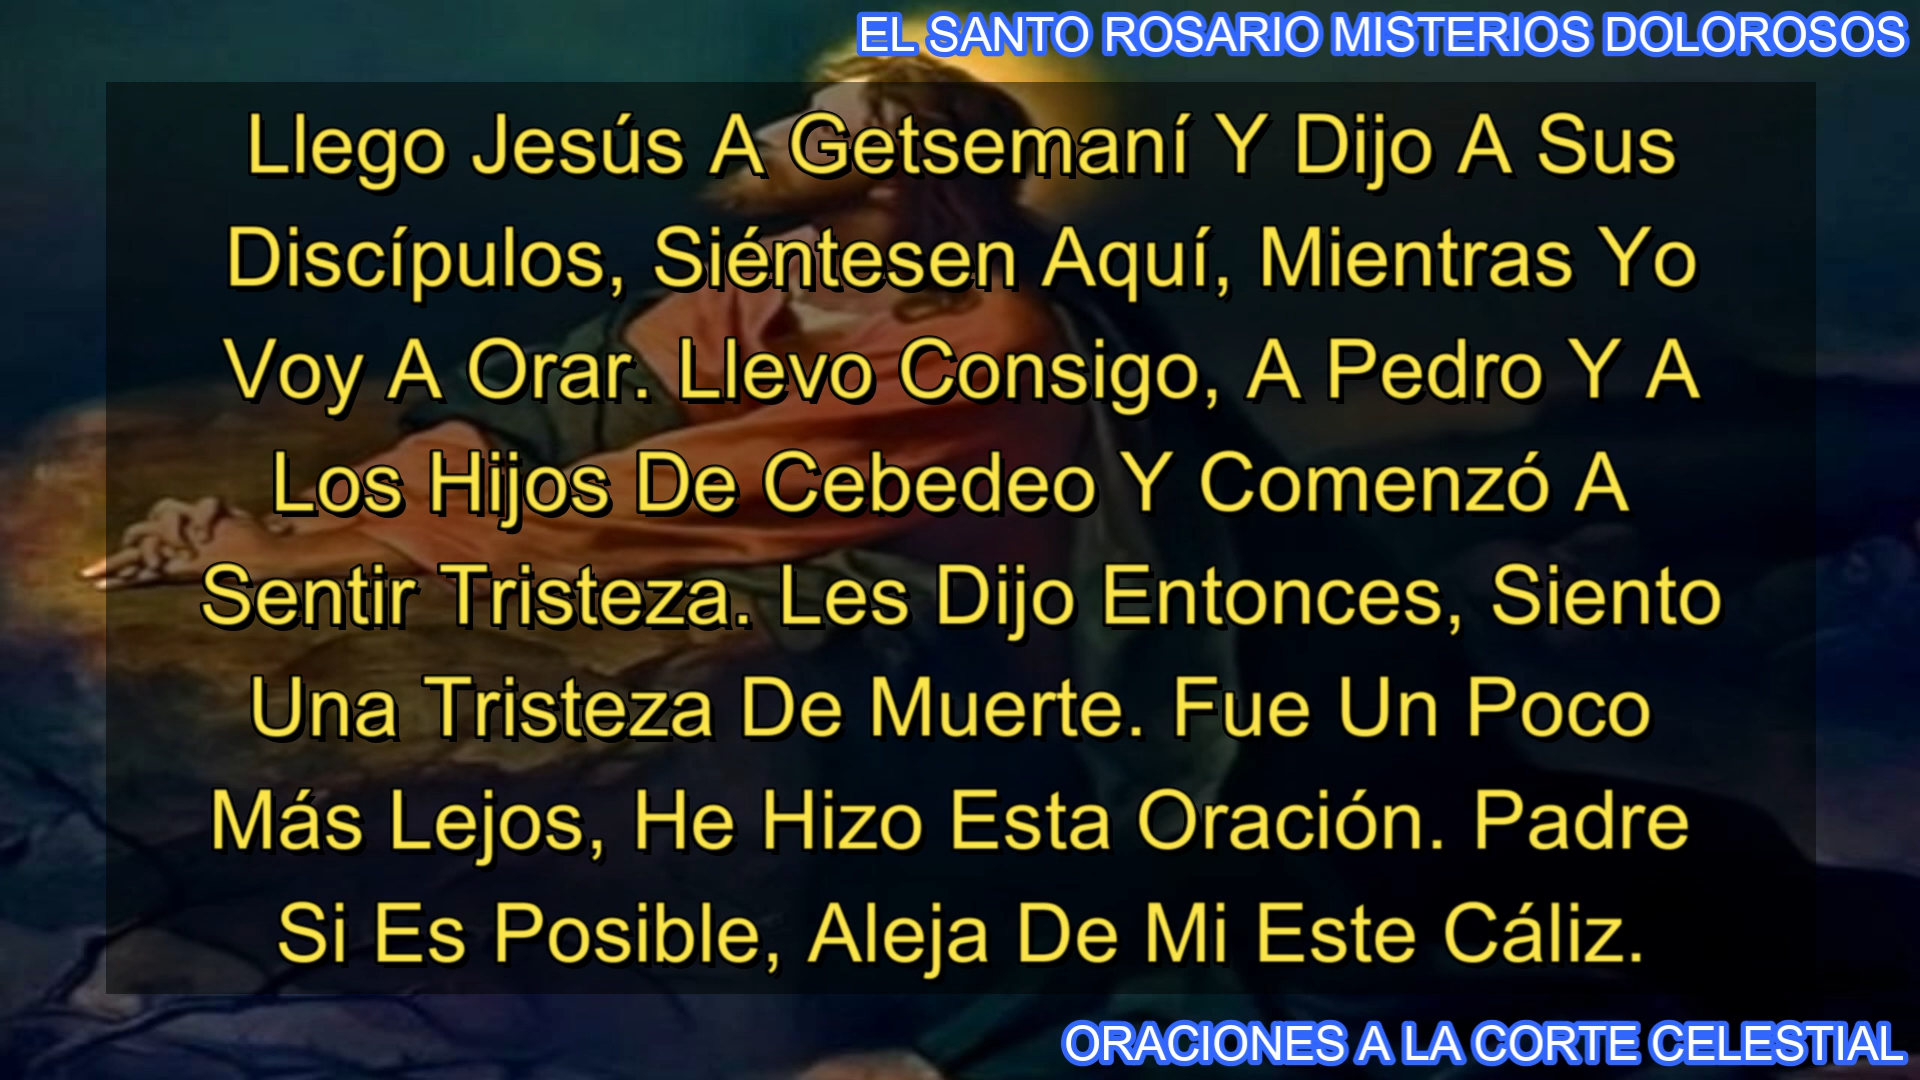 EL SANTO ROSARIO MISTERIOS DOLOROSOS
Llego Jesús A Getsemaní Y Dijo A Sus
Discípulos, Siéntesen Aquí, Mientras Yo
Voy A Orar. Llevo Consigo, A Pedro Y A
Los Hijos De Cebedeo Y Comenzó A
Sentir Tristeza. Les Dijo Entonces, Siento
Una Tristeza De Muerte. Fue Un Poco
Más Lejos, He Hizo Esta Oración. Padre
Si Es Posible, Aleja De Mi Este Cáliz.
ORACIONES A LA CORTE CELESTIAL